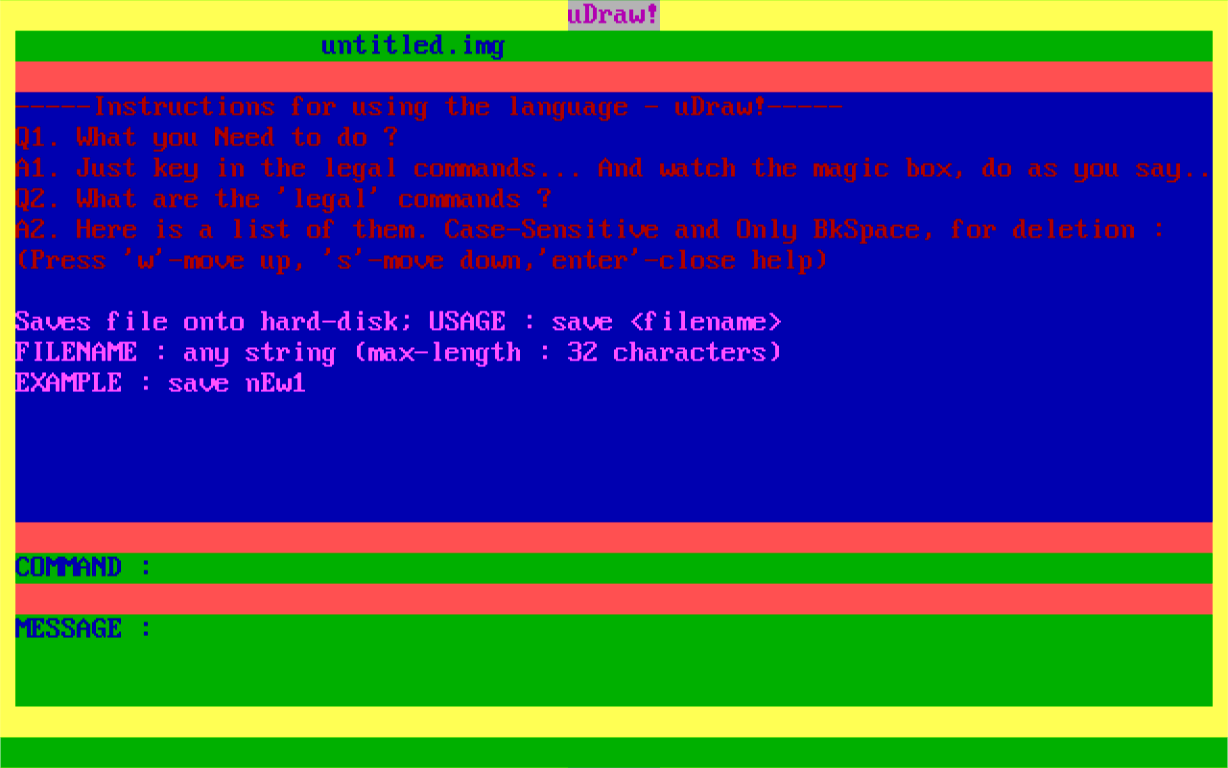 uDraw!
untitled.img
-----Instructions for using the language - uDraw!-----
Q1. What you Need to do ?
A1. Just key in the legal commands... And watch the magic box, do as you say..
Q2. What are the 'legal' commands ?
A2. Here is a list of them. Case-Sensitive and Only BkSpace, for deletion :
(Press 'w'-move up, 's'-move down,'enter'-close help)
Saves file onto hard-disk; USAGE : save <filename>
FILENAME : any string (max-length : 32 characters)
EXAMPLE : save nEw1
COMMAND :
MESSAGE :